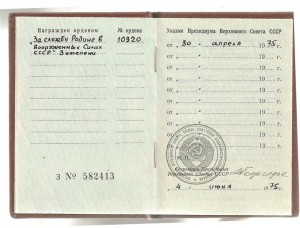 Награжден орденом
№ ордена
За службу Родине в
10920
Вооруженных Силах
СССР" 3 степени
З № 582413
Указом Президиума Верховного Совета СССР
от „ 30 “ апреля 1975 г.
от „ “ 19 г.
от „ “ 19 г.
от „ “ 19 г.
от „ “ 19 г.
от „ “ 19 г.
от „ “ 19 г.
от „ “ 19 г.
от „ “ 19 г.
М. П.
Секретарь Президиума
Верховного Совета СССР
„ 4 “ июня 1975 г.